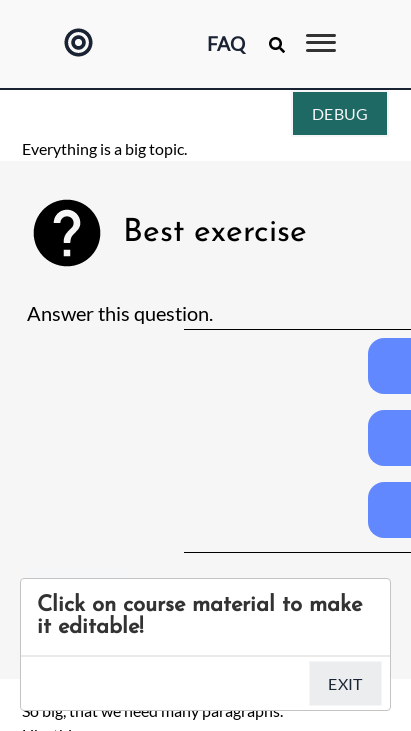 FAQ
DEBUG
Everything is a big topic.
Best exercise
Answer this question.
Click on course material to make
it editable!
EXIT
So big, that we need many paragraphs.